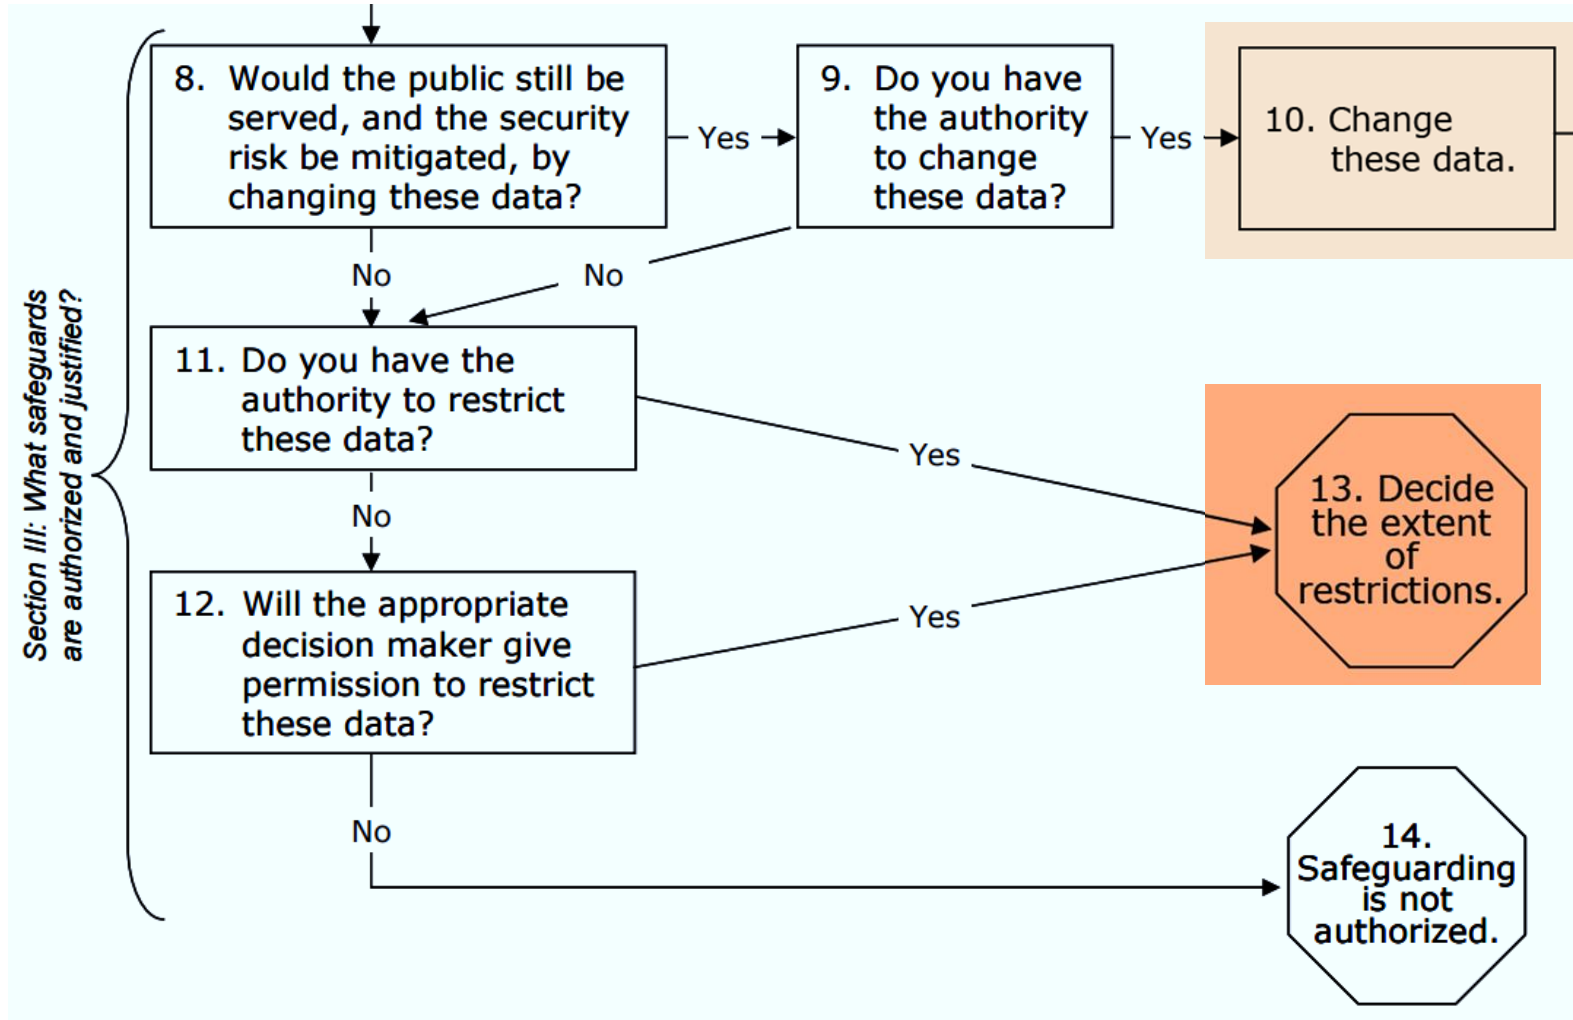 Section III: What safeguards
are authorized and justified?
8. Would the public still be
served, and the security
risk be mitigated, by
changing these data?
Yes
9. Do you have
the authority
to change
these data?
Yes
10. Change
these data.
No
No
11. Do you have the
authority to restrict
these data?
Yes
13. Decide
the extent
of
restrictions.
No
12. Will the appropriate
decision maker give
permission to restrict
these data?
Yes
No
14.
Safeguarding
is not
authorized.